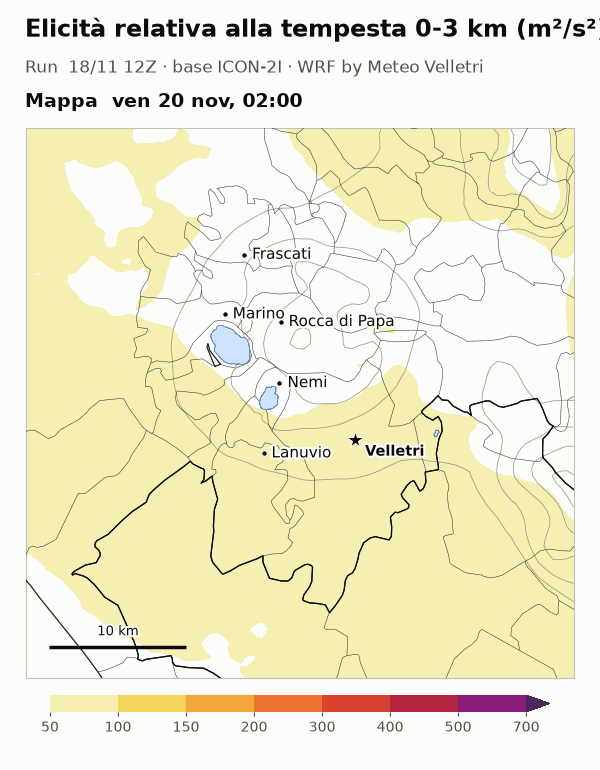 Elicità relativa alla tempesta 0-3 km (m²/s²)
Run  18/11 12Z · base ICON-2I · WRF by Meteo Velletri
Mappa  ven 20 nov, 02:00
Frascati
Marino
Rocca di Papa
Nemi
Velletri
Lanuvio
10 km
50 100 150 200 300 400 500 700